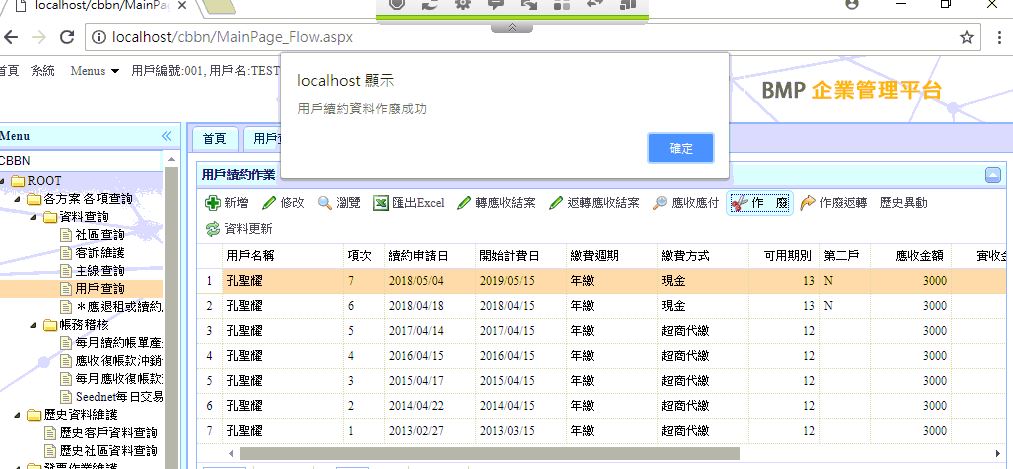 localhost/cbbn/MainPag
localhost/cbbn/MainPage_Flow.aspx
首頁 系統 Menus 用戶編號:001, 用戶名:TEST
BMP 企業管理平台
localhost 顯示
用戶續約資料作廢成功
確定
Menu
CBBN
ROOT
各方案 各項查詢
資料查詢
社區查詢
客訴維護
主線查詢
用戶查詢
＊應退租或續約
帳務稽核
每月續約帳單產
應收復帳款沖銷
每月應收復帳款
Seednet每日交易
歷史資料維護
歷史客戶資料查詢
歷史社區資料查詢
發票作業維護
首頁 用戶
用戶續約作業
新增 修改 瀏覽 匯出Excel 轉應收結案 返轉應收結案 應收應付 作 廢 作廢返轉 歷史異動
資料更新
用戶名稱 項次 續約申請日 開始計費日 繳費週期 繳費方式 可用期別 第二戶 應收金額 實收金
1 孔聖耀 7 2018/05/04 2019/05/15 年繳 現金 13 N 3000
2 孔聖耀 6 2018/04/18 2018/04/15 年繳 現金 13 N 3000
3 孔聖耀 5 2017/04/14 2017/04/15 年繳 超商代繳 12 3000
4 孔聖耀 4 2016/04/15 2016/04/15 年繳 超商代繳 12 3000
5 孔聖耀 3 2015/04/17 2015/04/15 年繳 超商代繳 12 3000
6 孔聖耀 2 2014/04/22 2014/04/15 年繳 超商代繳 12 3000
7 孔聖耀 1 2013/02/27 2013/03/15 年繳 超商代繳 12 3000